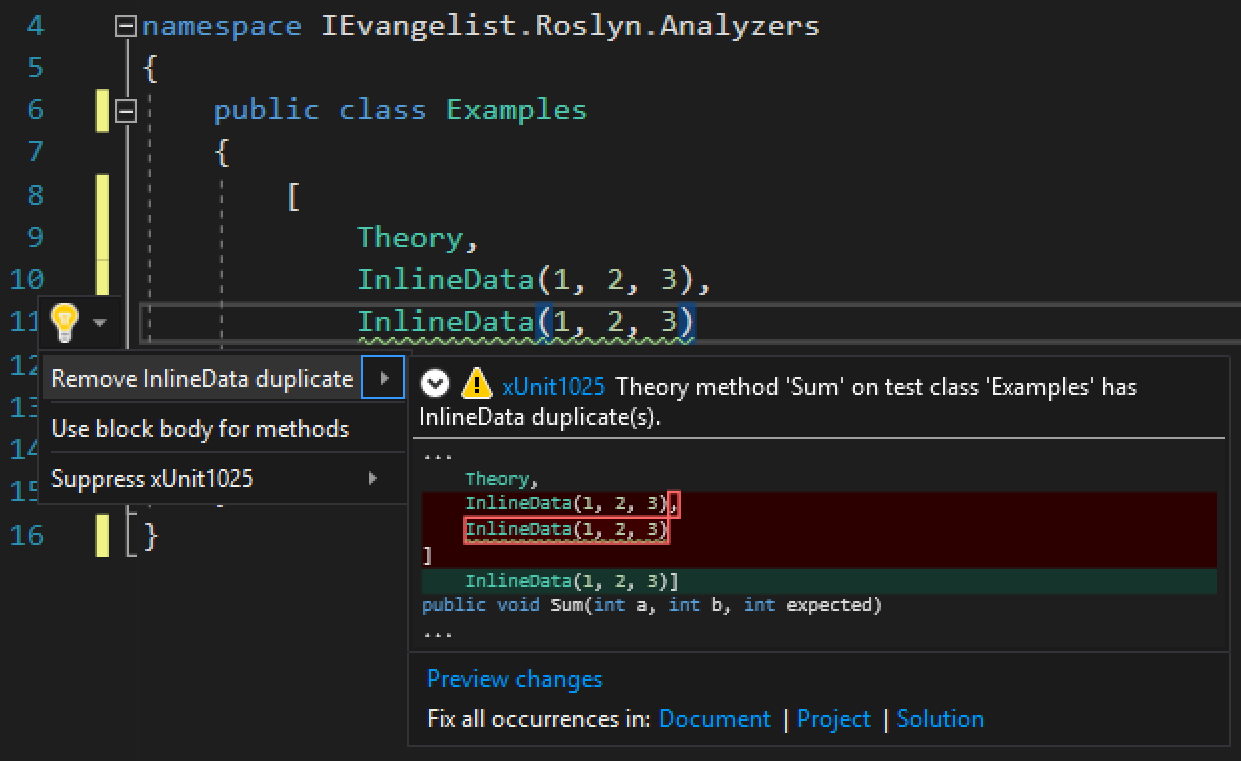 4 namespace IEvangelist.Roslyn.Analyzers
5 {
6 public class Examples
7 {
8 [
9 Theory,
10 InlineData(1, 2, 3),
11 InlineData(1, 2, 3)
12
Remove InlineData duplicate
13
Use block body for methods
14
Suppress xUnit1025
15
16 }
xUnit1025 Theory method 'Sum' on test class 'Examples' has
InlineData duplicate(s).
...
Theory,
InlineData(1, 2, 3),
InlineData(1, 2, 3)
]
InlineData(1, 2, 3)]
public void Sum(int a, int b, int expected)
...
Preview changes
Fix all occurrences in: Document | Project | Solution